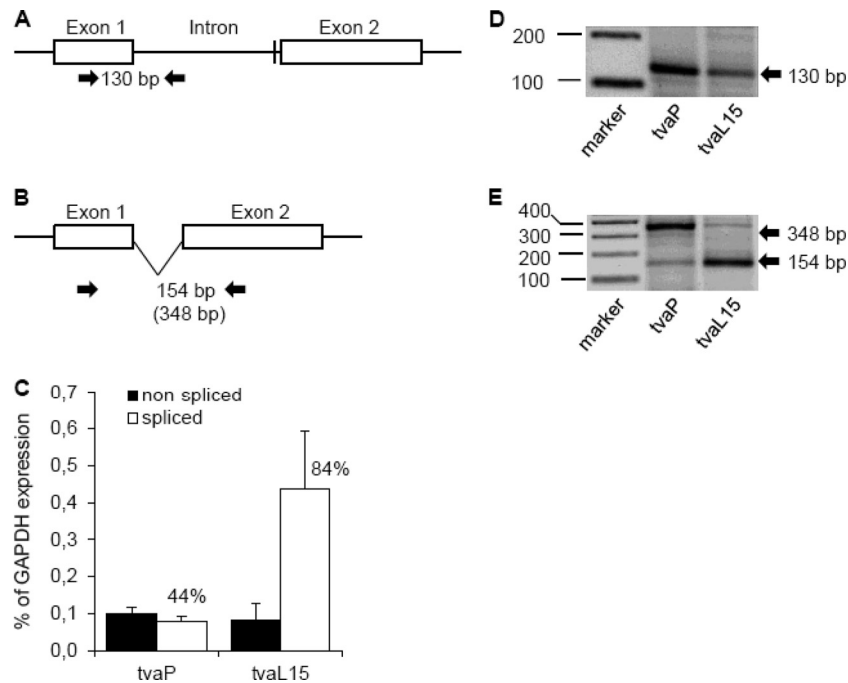 A
Exon 1
Intron
Exon 2
130 bp
B
Exon 1
Exon 2
154 bp
(348 bp)
C
non spliced
spliced
% of GAPDH expression
0,7
0,6
0,5
0,4
0,3
0,2
0,1
0,0
44%
84%
tvaP
tvaL15
D
200
100
130 bp
marker
tvaP
tvaL15
E
400
300
200
100
348 bp
154 bp
marker
tvaP
tvaL15